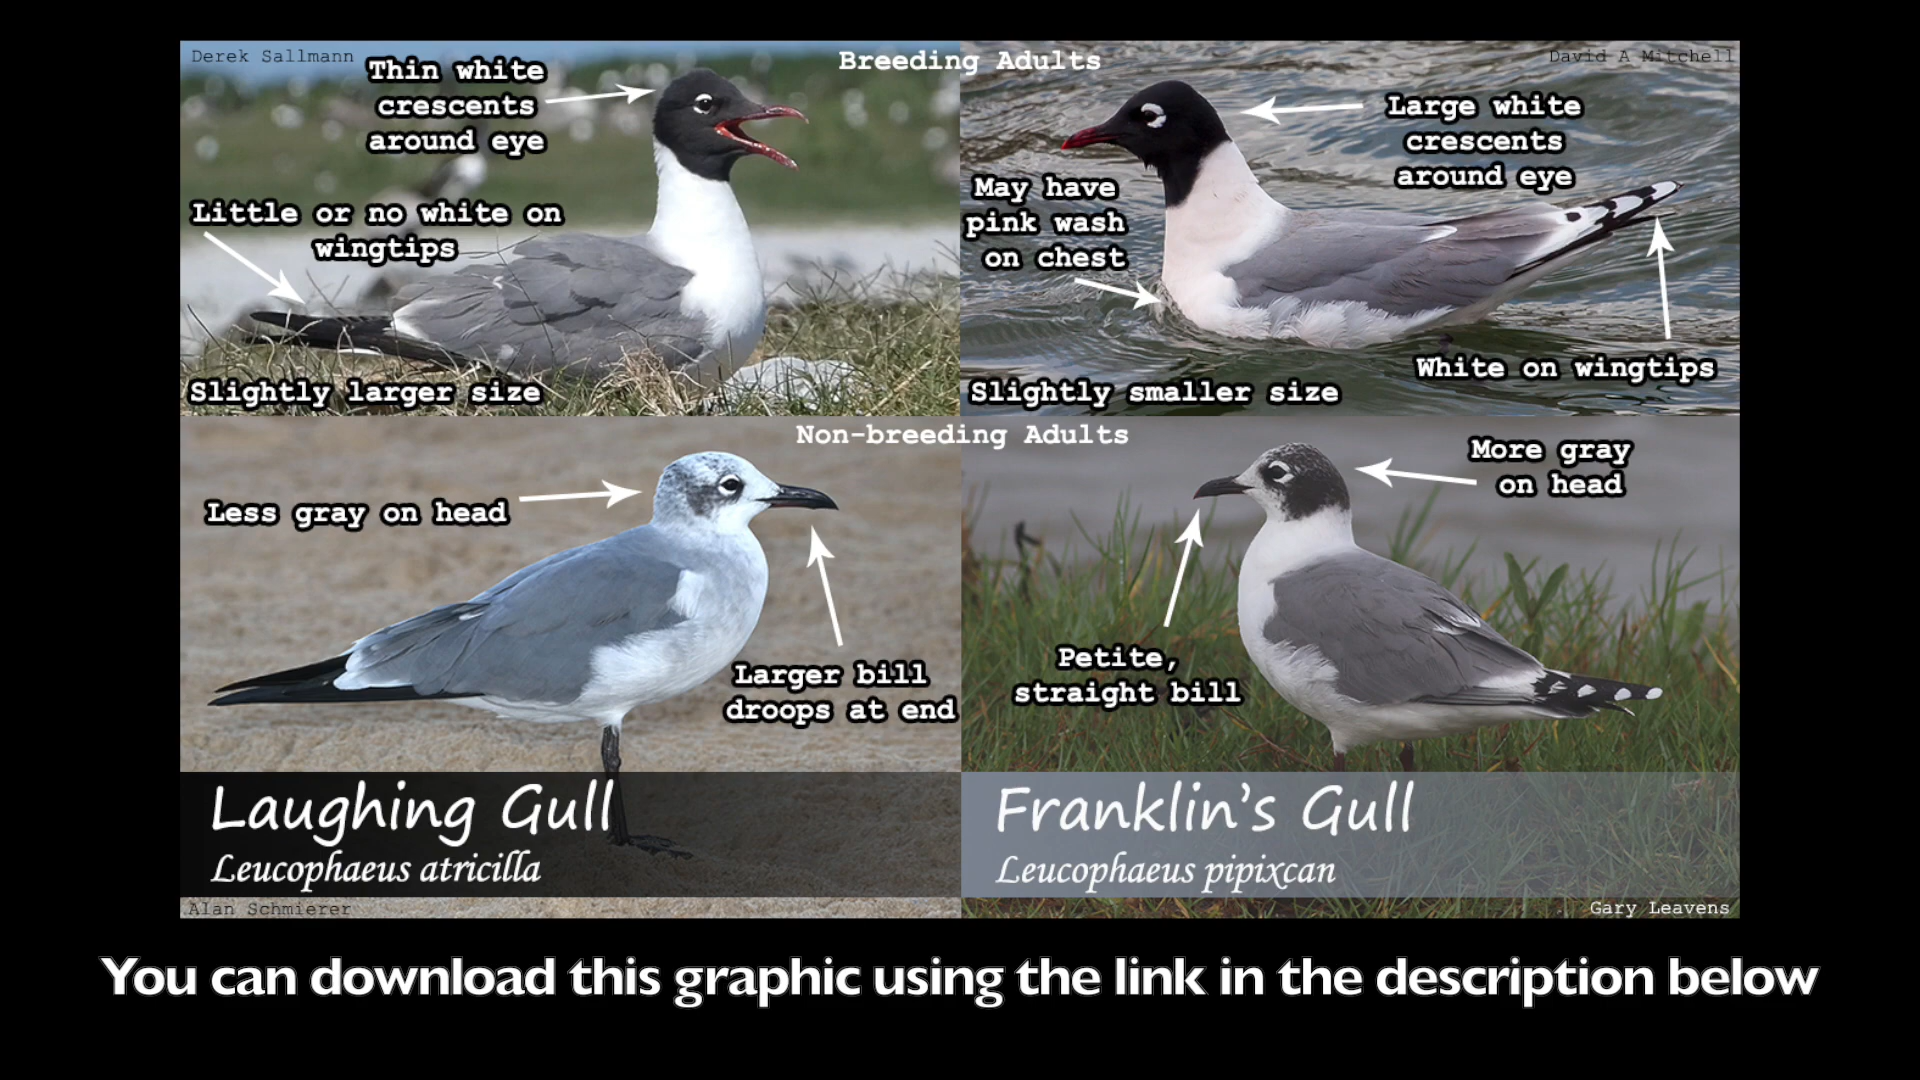 Derek Sallmann
Thin white
crescents
around eye
Little or no white on
wingtips
Slightly larger size
Breeding Adults
David A Mitchell
Large white
crescents
around eye
May have
pink wash
on chest
White on wingtips
Slightly smaller size
Non-breeding Adults
Less gray on head
Larger bill
droops at end
More gray
on head
Petite,
straight bill
Laughing Gull
Leucophaeus atricilla
Alan Schmierer
Franklin's Gull
Leucophaeus pipixcan
Gary Leavens
You can download this graphic using the link in the description below